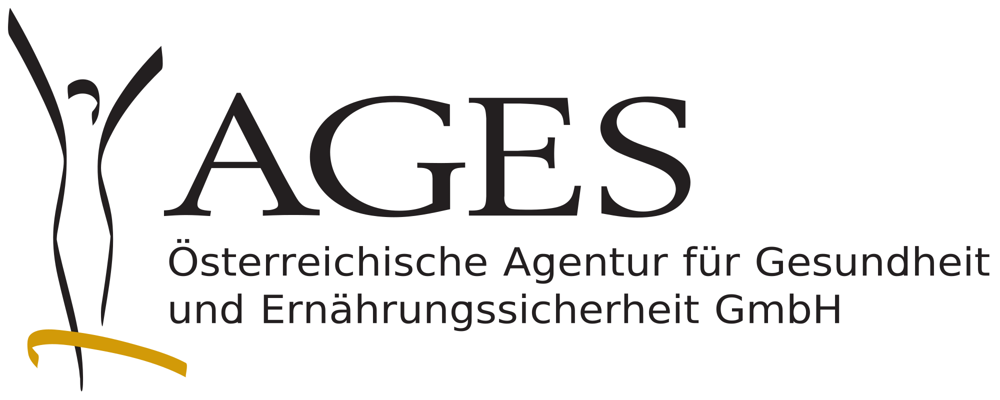 AGES
Österreichische Agentur für Gesundheit
und Ernährungssicherheit GmbH